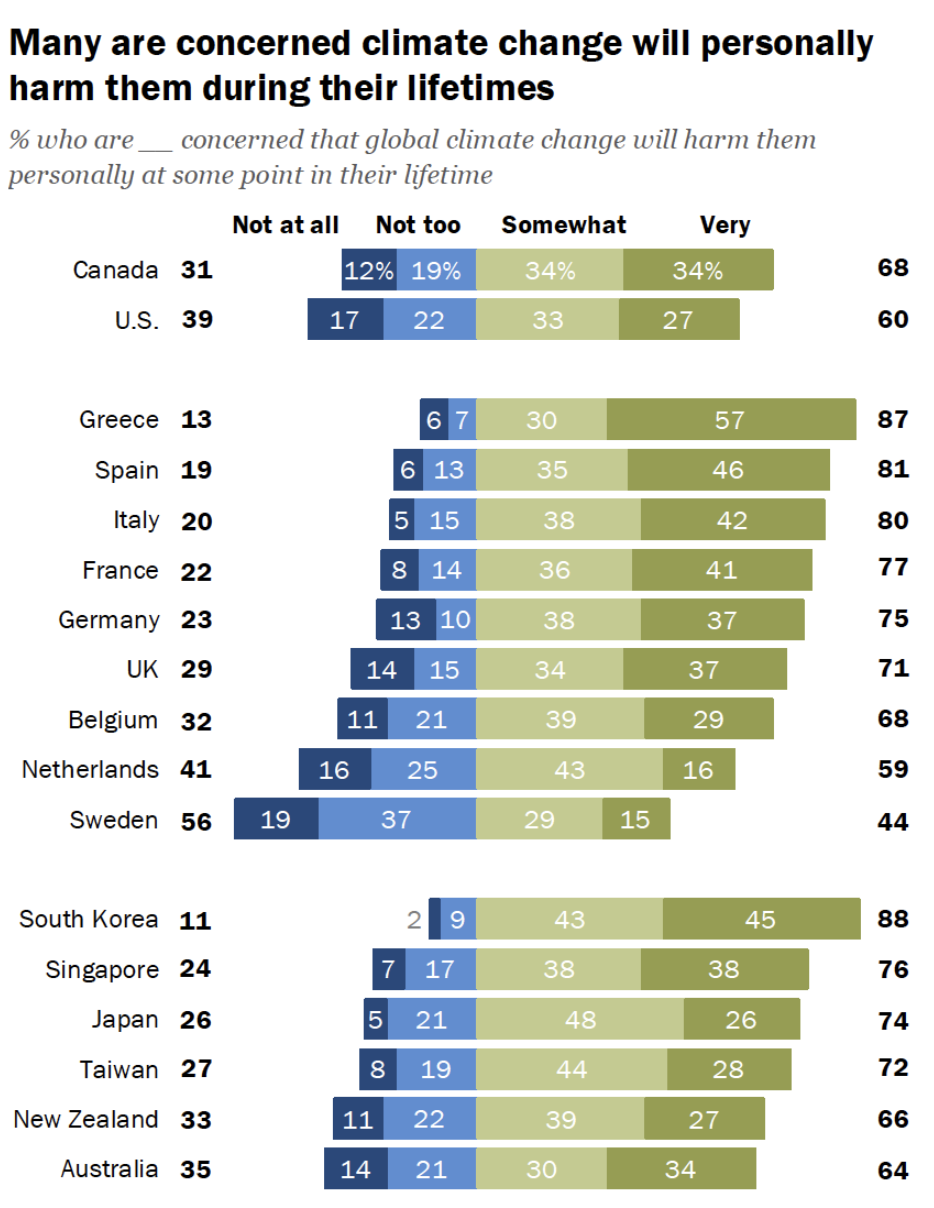 Many are concerned climate change will personally
harm them during their lifetimes
% who are __ concerned that global climate change will harm them
personally at some point in their lifetime
Not at all Not too Somewhat Very
Canada 31 12% 19% 34% 34% 68
U.S. 39 17 22 33 27 60
Greece 13 6 7 30 57 87
Spain 19 6 13 35 46 81
Italy 20 5 15 38 42 80
France 22 8 14 36 41 77
Germany 23 13 10 38 37 75
UK 29 14 15 34 37 71
Belgium 32 11 21 39 29 68
Netherlands 41 16 25 43 16 59
Sweden 56 19 37 29 15 44
South Korea 11 2 9 43 45 88
Singapore 24 7 17 38 38 76
Japan 26 5 21 48 26 74
Taiwan 27 8 19 44 28 72
New Zealand 33 11 22 39 27 66
Australia 35 14 21 30 34 64